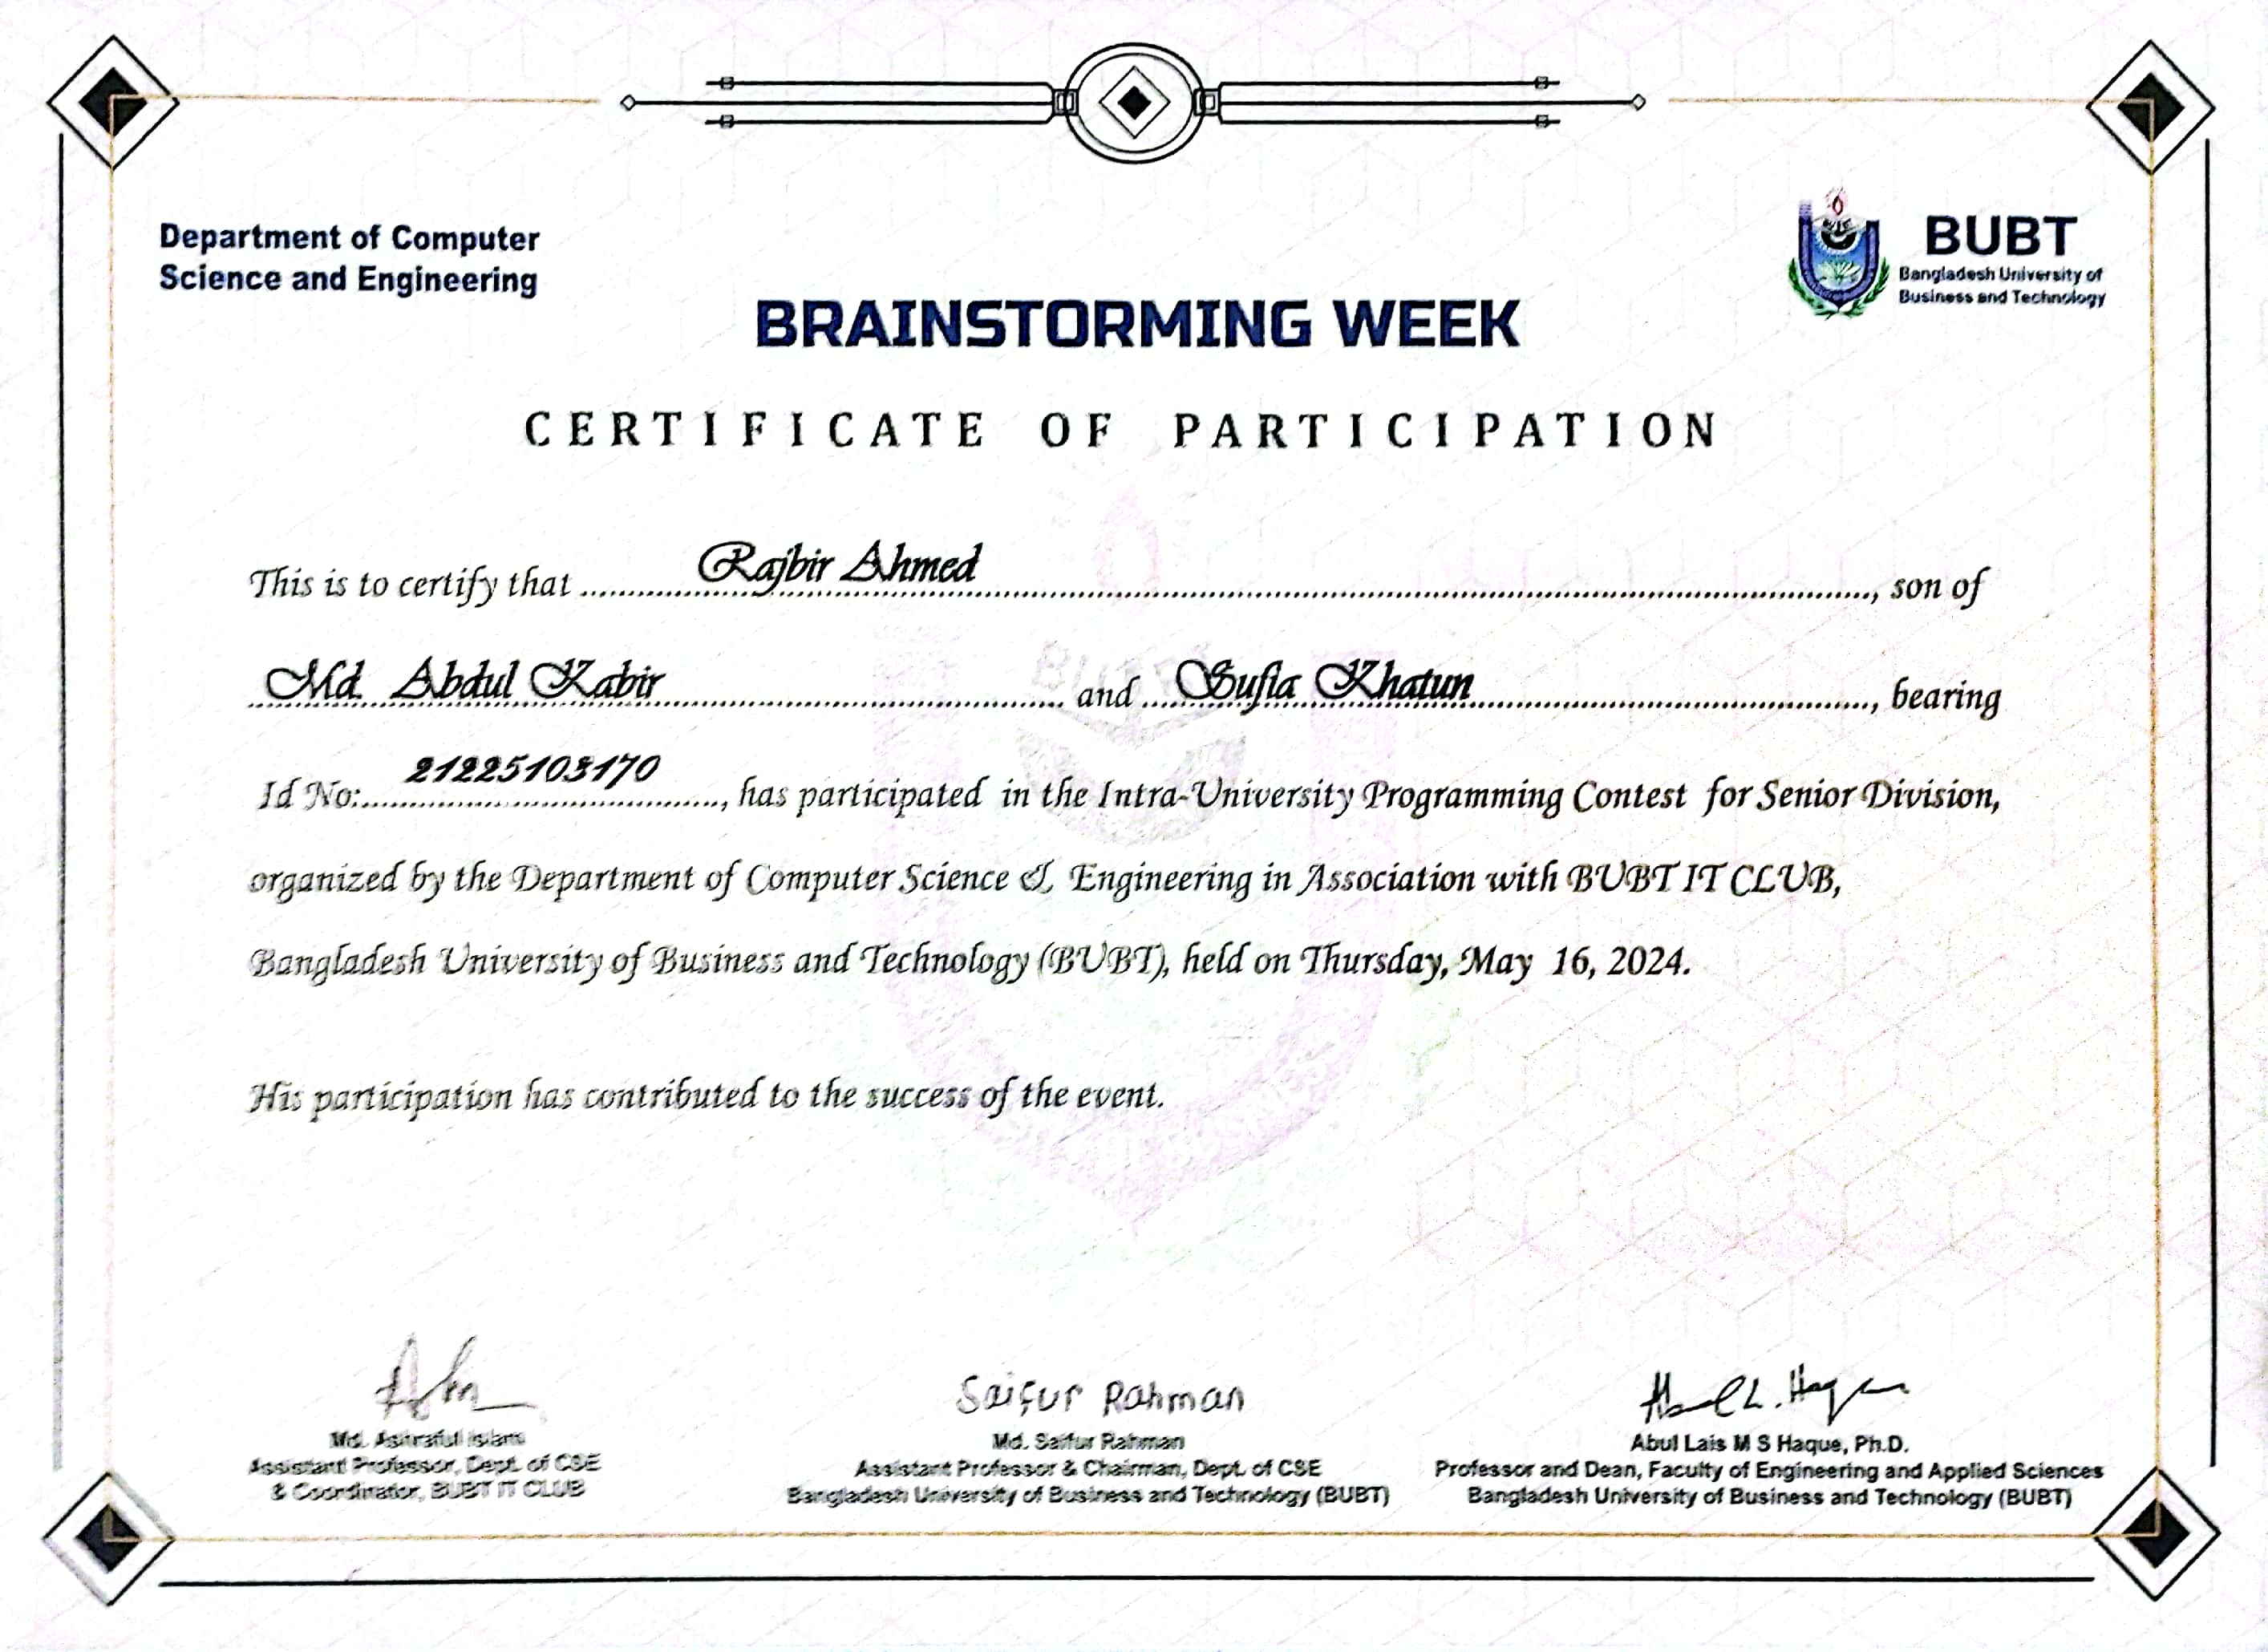 Department of Computer
Science and Engineering
BUBT
Bangladesh University of
Business and Technology
BRAINSTORMING WEEK
CERTIFICATE OF PARTICIPATION
This is to certify that ........Rajbir Ahmed........, son of
Md. Abdul Kabir........ and ........Sufia Khatun........, bearing
Id No:........21225103170........, has participated in the Intra-University Programming Contest for Senior Division,
organized by the Department of Computer Science & Engineering in Association with BUBT IT CLUB,
Bangladesh University of Business and Technology (BUBT), held on Thursday, May 16, 2024.
His participation has contributed to the success of the event.
Saifur Rahman
Abul L. Haque
Md. Ashraful Islam
Assistant Professor, Dept. of CSE
& Coordinator, BUBT IT CLUB
Md. Saifur Rahman
Assistant Professor & Chairman, Dept. of CSE
Bangladesh University of Business and Technology (BUBT)
Abul Lais M S Haque, Ph.D.
Professor and Dean, Faculty of Engineering and Applied Sciences
Bangladesh University of Business and Technology (BUBT)